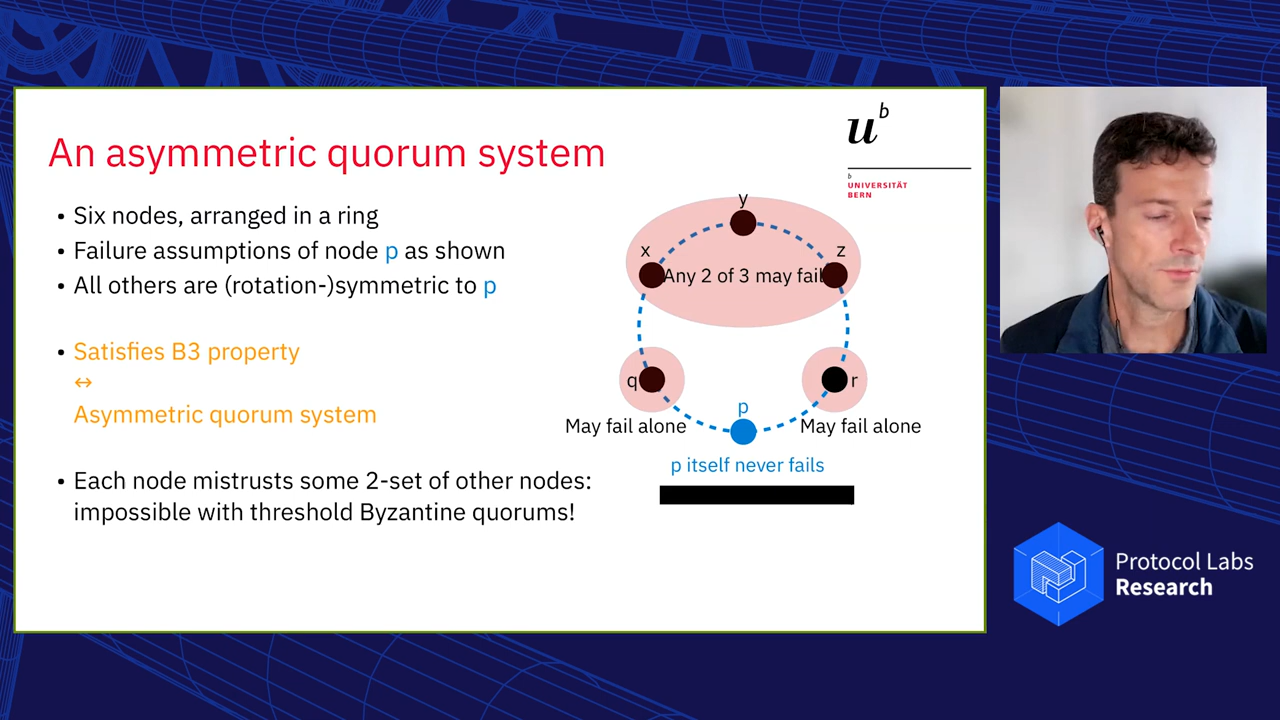 An asymmetric quorum system
u b
b
UNIVERSITÄT
BERN
• Six nodes, arranged in a ring
• Failure assumptions of node p as shown
• All others are (rotation-)symmetric to p
• Satisfies B3 property
↔
Asymmetric quorum system
• Each node mistrusts some 2-set of other nodes:
impossible with threshold Byzantine quorums!
y
x
z
Any 2 of 3 may fail
q
r
p
May fail alone
May fail alone
p itself never fails
Protocol Labs
Research